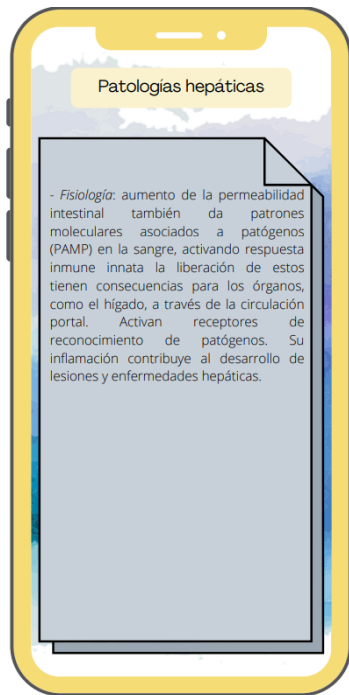 Patologías hepáticas
- Fisiología: aumento de la permeabilidad
intestinal también da patrones
moleculares asociados a patógenos
(PAMP) en la sangre, activando respuesta
inmune innata la liberación de estos
tienen consecuencias para los órganos,
como el hígado, a través de la circulación
portal. Activan receptores de
reconocimiento de patógenos. Su
inflamación contribuye al desarrollo de
lesiones y enfermedades hepáticas.